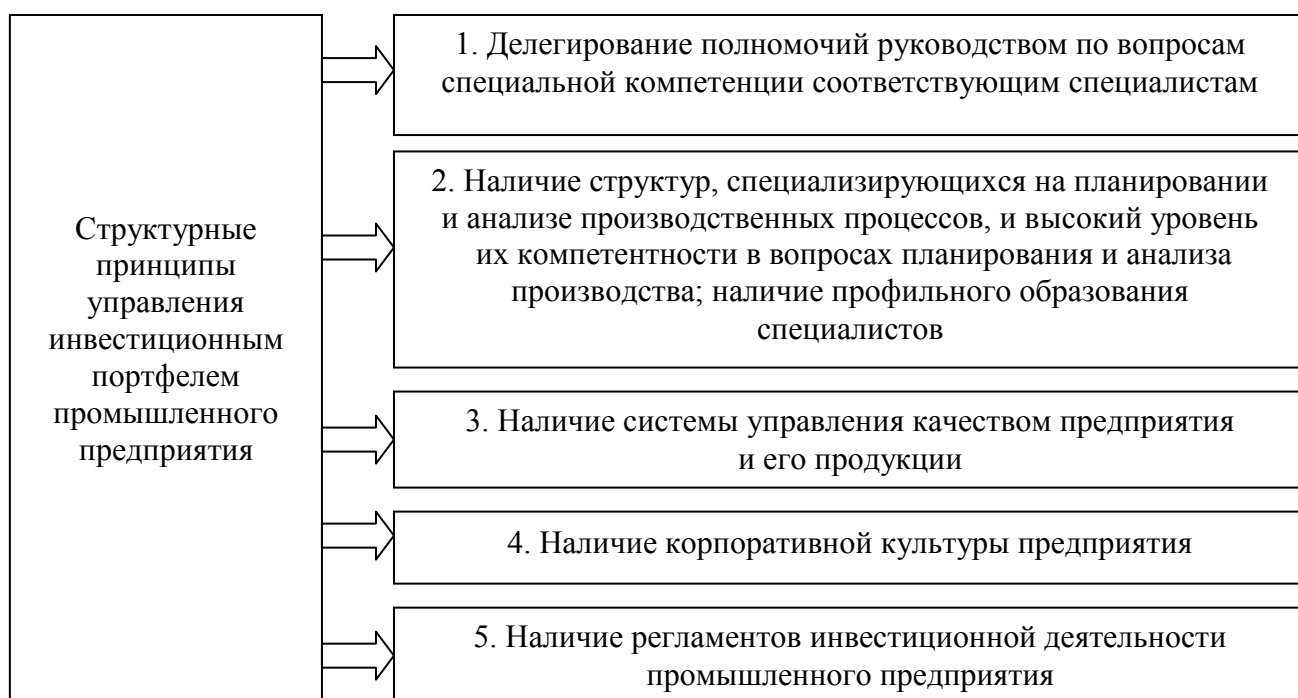 Структурные
принципы
управления
инвестиционным
портфелем
промышленного
предприятия
1. Делегирование полномочий руководством по вопросам
специальной компетенции соответствующим специалистам
2. Наличие структур, специализирующихся на планировании
и анализе производственных процессов, и высокий уровень
их компетентности в вопросах планирования и анализа
производства; наличие профильного образования
специалистов
3. Наличие системы управления качеством предприятия
и его продукции
4. Наличие корпоративной культуры предприятия
5. Наличие регламентов инвестиционной деятельности
промышленного предприятия